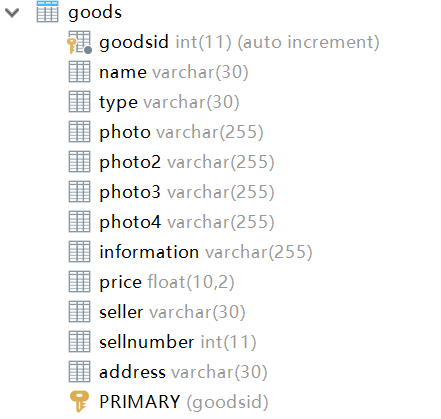 goods
goodsid int(11) (auto increment)
name varchar(30)
type varchar(30)
photo varchar(255)
photo2 varchar(255)
photo3 varchar(255)
photo4 varchar(255)
information varchar(255)
price float(10,2)
seller varchar(30)
sellnumber int(11)
address varchar(30)
PRIMARY (goodsid)